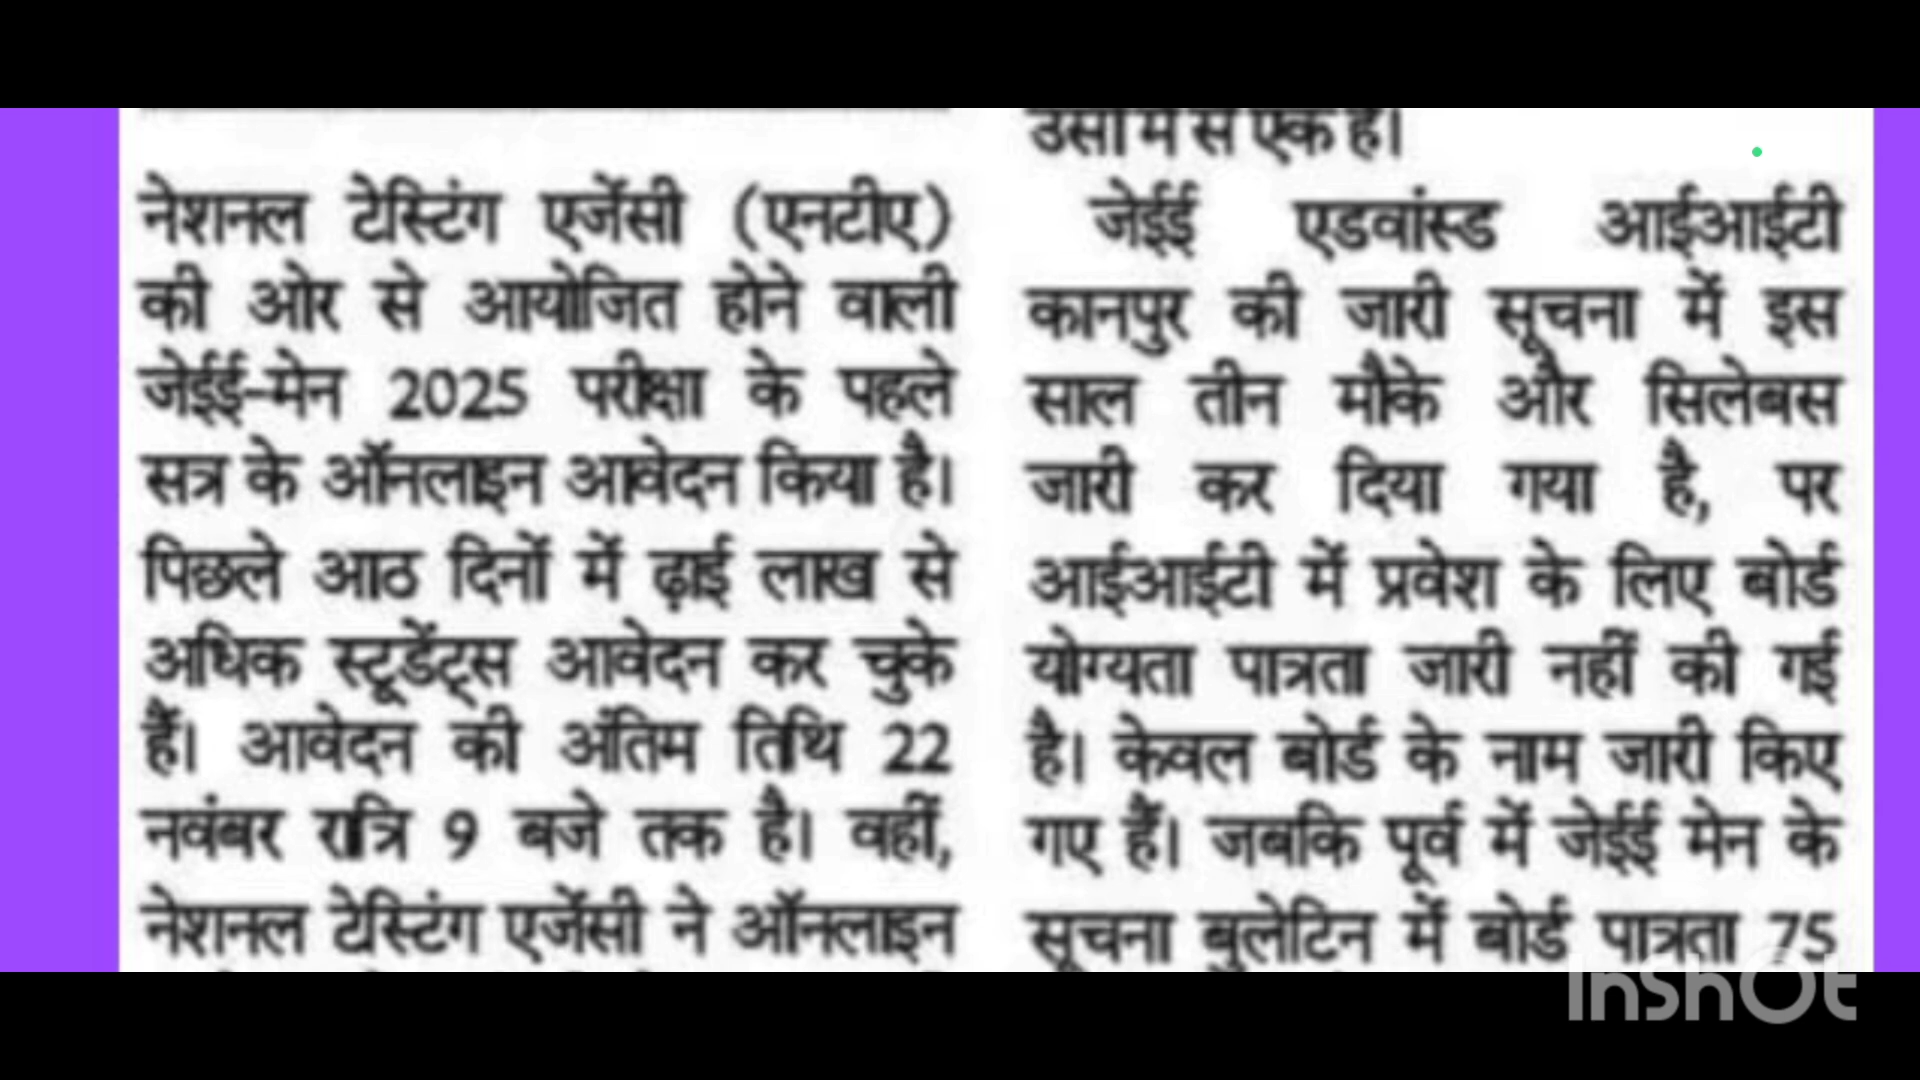 नेशनल टेस्टिंग एजेंसी (एनटीए)
की ओर से आयोजित होने वाली
जेईई-मेन 2025 परीक्षा के पहले
सत्र के ऑनलाइन आवेदन किया है।
पिछले आठ दिनों में ढ़ाई लाख से
अधिक स्टूडेंट्स आवेदन कर चुके
हैं। आवेदन की अंतिम तिथि 22
नवंबर रात्रि 9 बजे तक है। वहीं,
नेशनल टेस्टिंग एजेंसी ने ऑनलाइन
उसी में से एक है।
जेईई एडवांस्ड आईआईटी
कानपुर की जारी सूचना में इस
साल तीन मौके और सिलेबस
जारी कर दिया गया है, पर
आईआईटी में प्रवेश के लिए बोर्ड
योग्यता पात्रता जारी नहीं की गई
है। केवल बोर्ड के नाम जारी किए
गए हैं। जबकि पूर्व में जेईई मेन के
सूचना बुलेटिन में बोर्ड पात्रता 75
InShOt